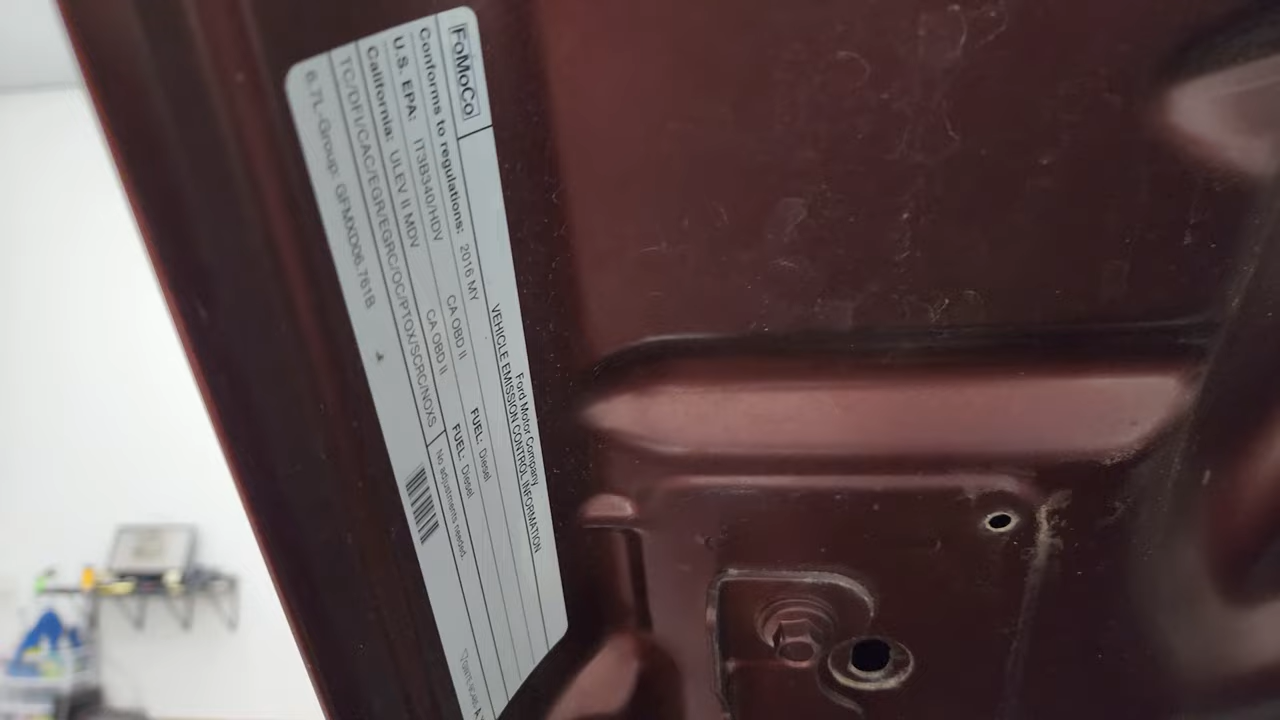 FoMoCo
Ford Motor Company
VEHICLE EMISSION CONTROL INFORMATION
Conforms to regulations: 2016 MY
U.S. EPA: IT3B340/HDV CA OBD II FUEL: Diesel
California: ULEV II MDV CA OBD II FUEL: Diesel
TC/DFI/CAC/EGR/EGRC/OC/PTOX/SCRC/NOXS No adjustments needed.
6.7L-Group: GFMXD06.761B